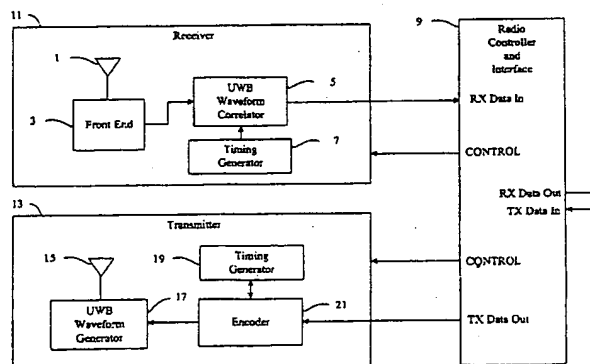 11
Receiver
9
Radio
Controller
and
Interface
1
3
Front End
UWB
Waveform
Correlator
5
RX Data In
Timing
Generator
7
CONTROL
RX Data Out
TX Data In
13
Transmitter
15
19
Timing
Generator
CONTROL
UWB
Waveform
Generator
17
Encoder
21
TX Data Out